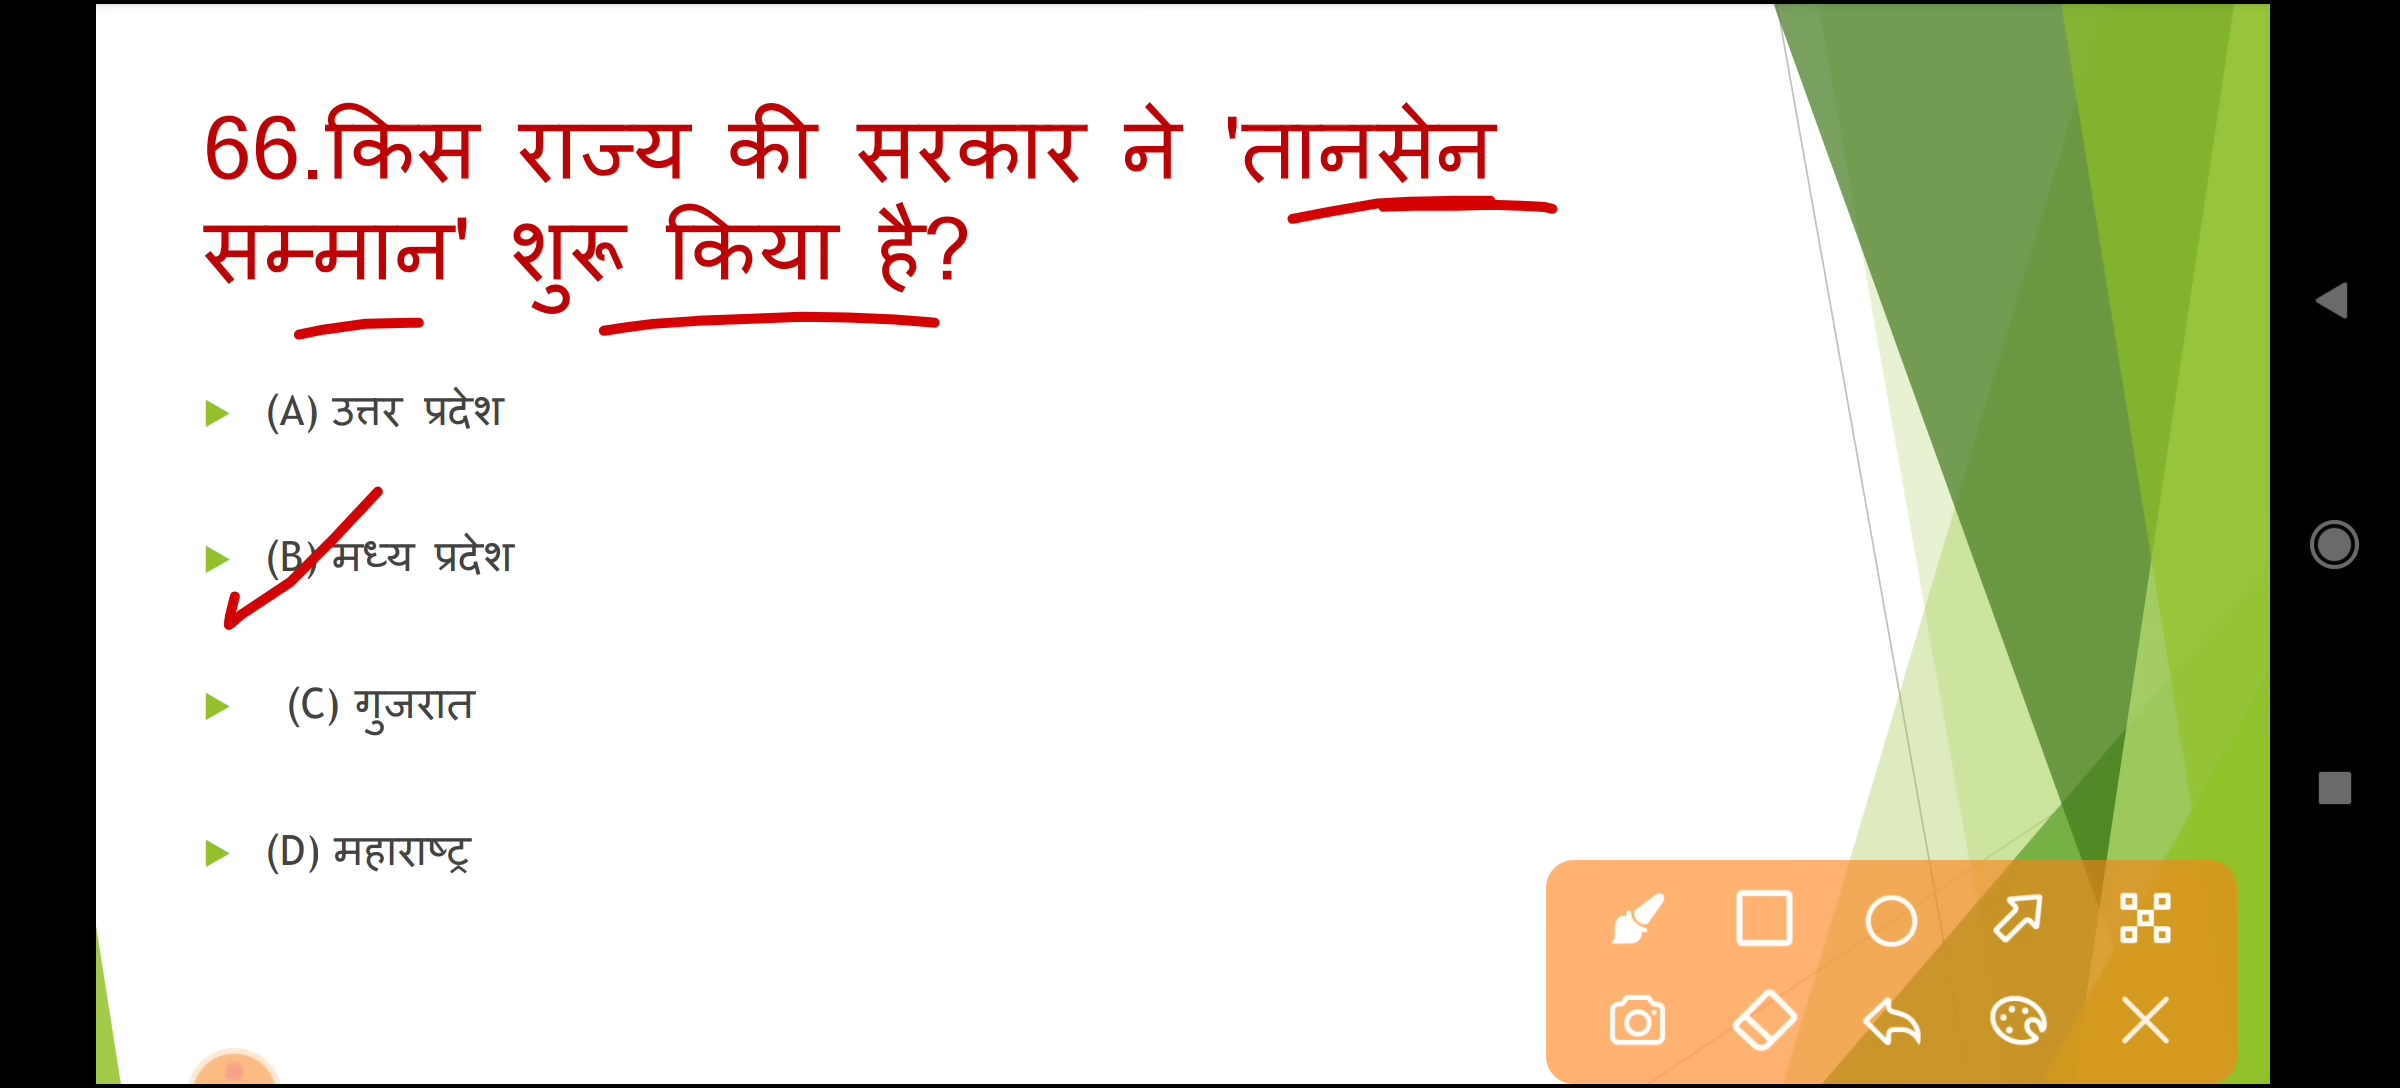 66.किस राज्य की सरकार ने 'तानसेन
सम्मान' शुरू किया है?
(A) उत्तर प्रदेश
(B) मध्य प्रदेश
(C) गुजरात
(D) महाराष्ट्र